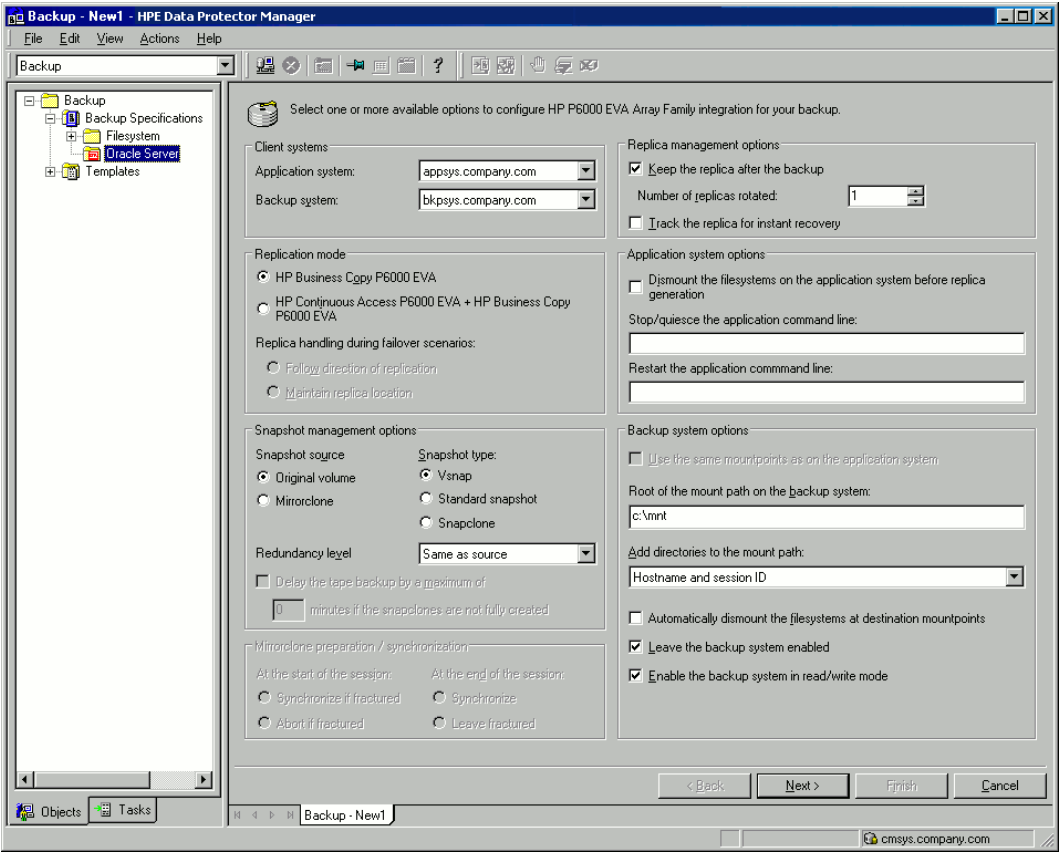 Backup - New1 - HPE Data Protector Manager
File Edit View Actions Help
Backup
Backup
Backup Specifications
Filesystem
Oracle Server
Templates
Objects
Tasks
Select one or more available options to configure HP P6000 EVA Array Family integration for your backup.
Client systems
Application system:
appsys.company.com
Backup system:
bkpsys.company.com
Replication mode
HP Business Copy P6000 EVA
HP Continuous Access P6000 EVA + HP Business Copy
P6000 EVA
Replica handling during failover scenarios:
Follow direction of replication
Maintain replica location
Snapshot management options
Snapshot source
Snapshot type:
Original volume
Vsnap
Mirrorclone
Standard snapshot
Snapclone
Redundancy level
Same as source
Delay the tape backup by a maximum of
0 minutes if the snapclones are not fully created
Mirrorclone preparation / synchronization
At the start of the session:
At the end of the session:
Synchronize if fractured
Synchronize
Abort if fractured
Leave fractured
Replica management options
Keep the replica after the backup
Number of replicas rotated:
1
Track the replica for instant recovery
Application system options
Dismount the filesystems on the application system before replica
generation
Stop/quiesce the application command line:
Restart the application commmand line:
Backup system options
Use the same mountpoints as on the application system
Root of the mount path on the backup system:
c:\mnt
Add directories to the mount path:
Hostname and session ID
Automatically dismount the filesystems at destination mountpoints
Leave the backup system enabled
Enable the backup system in read/write mode
< Back
Next >
Finish
Cancel
Backup - New1
cmsys.company.com